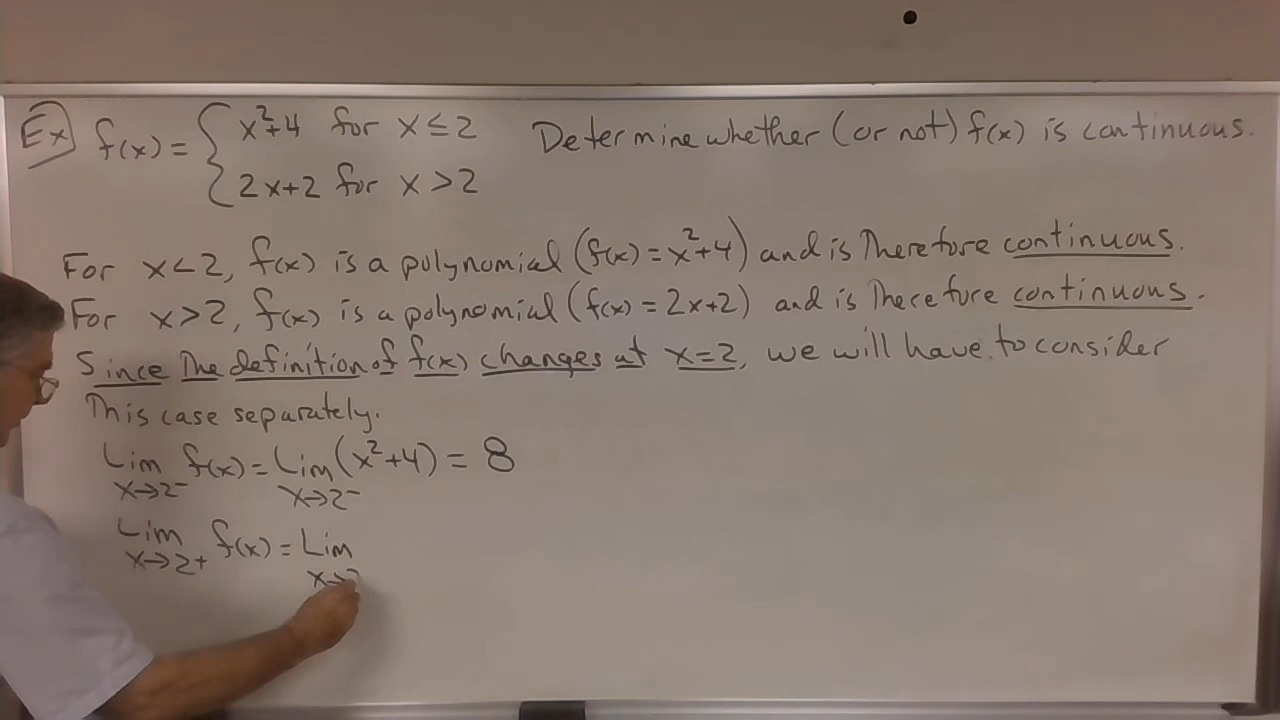 Ex f(x) = { x²+4 for x ≤ 2 Determine whether (or not) f(x) is continuous.
2x+2 for x > 2
For x < 2, f(x) is a polynomial (f(x) = x²+4) and is Therefore continuous.
For x > 2, f(x) is a polynomial (f(x) = 2x+2) and is Therefore continuous.
Since The definition of f(x) changes at x=2, we will have to consider
This case separately.
Lim f(x) = Lim (x²+4) = 8
x→2⁻ x→2⁻
Lim f(x) = Lim
x→2+ x→2